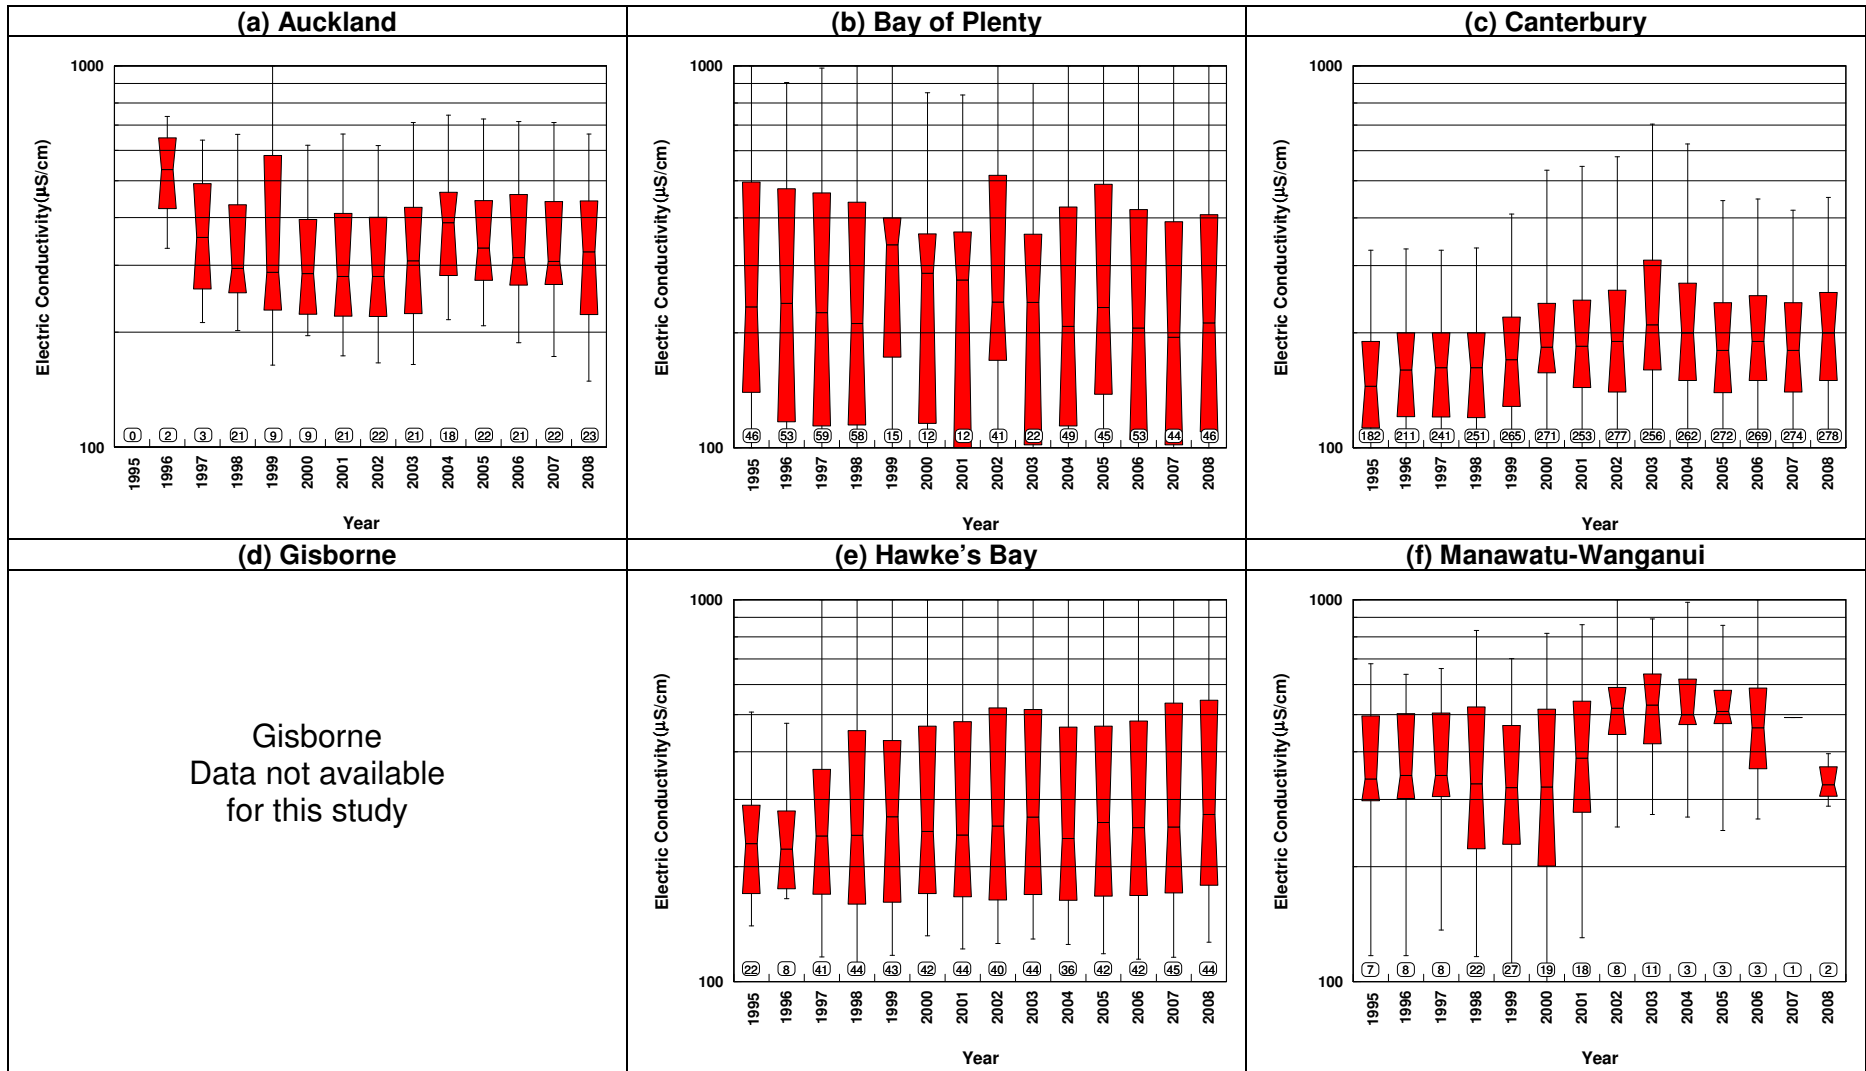 (a) Auckland
(b) Bay of Plenty
(c) Canterbury
1000
100
Electric Conductivity(µS/cm)
0 2 3 21 9 9 21 22 21 18 22 21 22 23
1995 1996 1997 1998 1999 2000 2001 2002 2003 2004 2005 2006 2007 2008
Year
1000
100
Electric Conductivity(µS/cm)
46 53 59 58 15 12 12 41 22 49 45 53 44 46
1995 1996 1997 1998 1999 2000 2001 2002 2003 2004 2005 2006 2007 2008
Year
1000
100
Electric Conductivity(µS/cm)
182 211 241 251 265 271 253 277 256 262 272 269 274 278
1995 1996 1997 1998 1999 2000 2001 2002 2003 2004 2005 2006 2007 2008
Year
(d) Gisborne
(e) Hawke's Bay
(f) Manawatu-Wanganui
Gisborne
Data not available
for this study
1000
100
Electric Conductivity(µS/cm)
22 8 41 44 43 42 44 40 44 36 42 42 45 44
1995 1996 1997 1998 1999 2000 2001 2002 2003 2004 2005 2006 2007 2008
Year
1000
100
Electric Conductivity(µS/cm)
7 8 8 22 27 19 18 8 11 3 3 3 1 2
1995 1996 1997 1998 1999 2000 2001 2002 2003 2004 2005 2006 2007 2008
Year